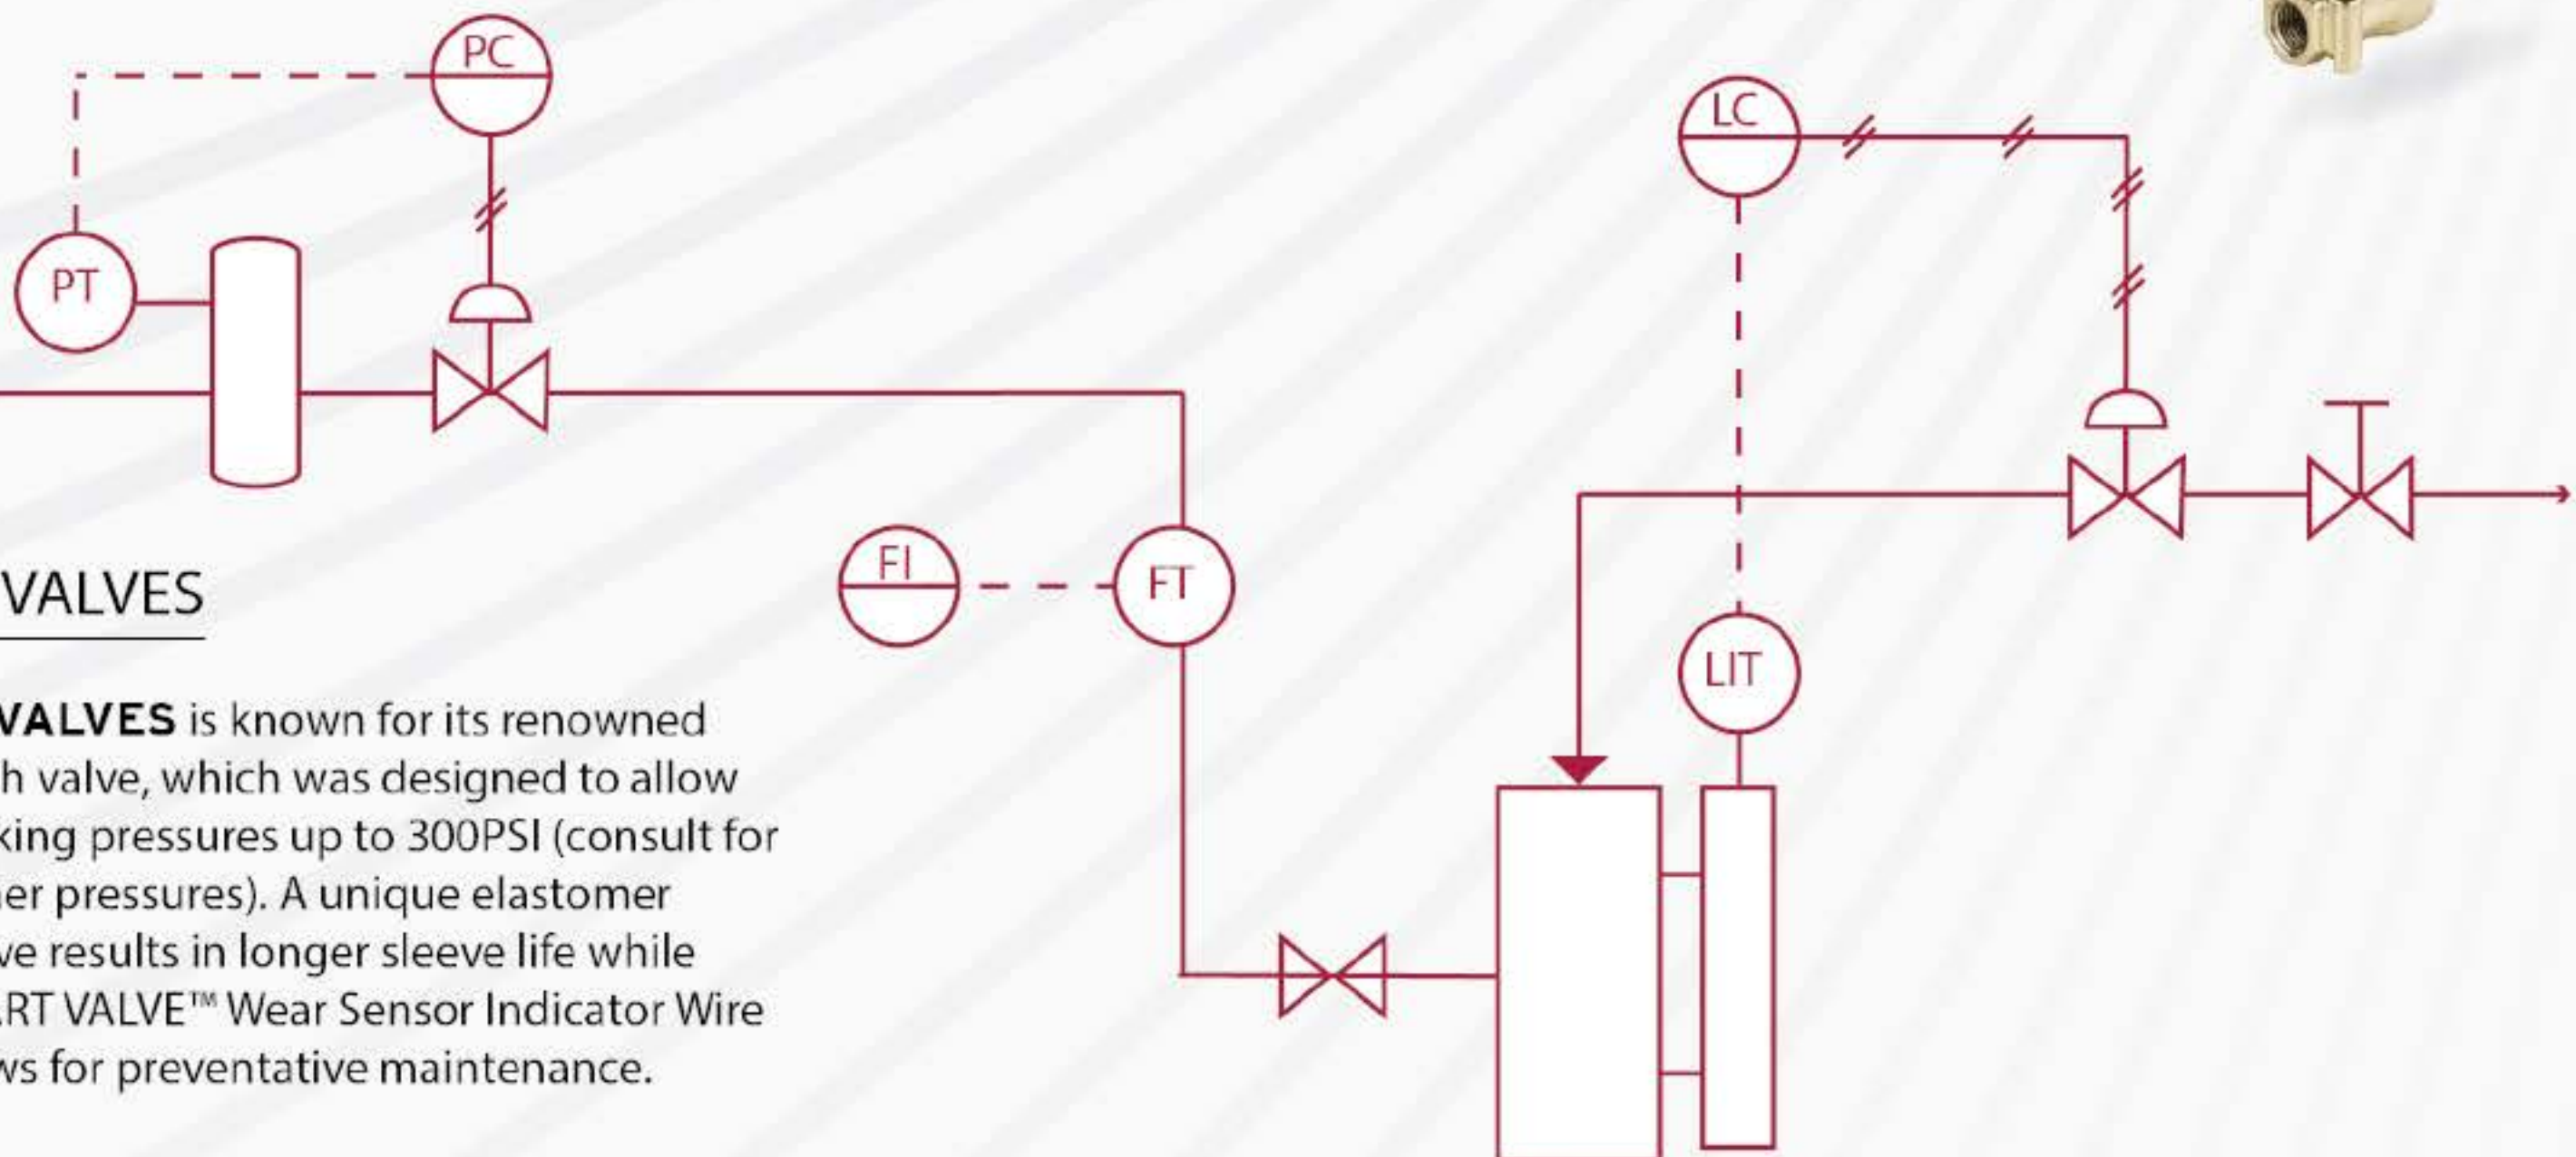 PC
LC
PT
FI
FT
LIT
VALVES
VALVES is known for its renowned
h valve, which was designed to allow
king pressures up to 300PSI (consult for
er pressures). A unique elastomer
ve results in longer sleeve life while
RT VALVE™ Wear Sensor Indicator Wire
ws for preventative maintenance.